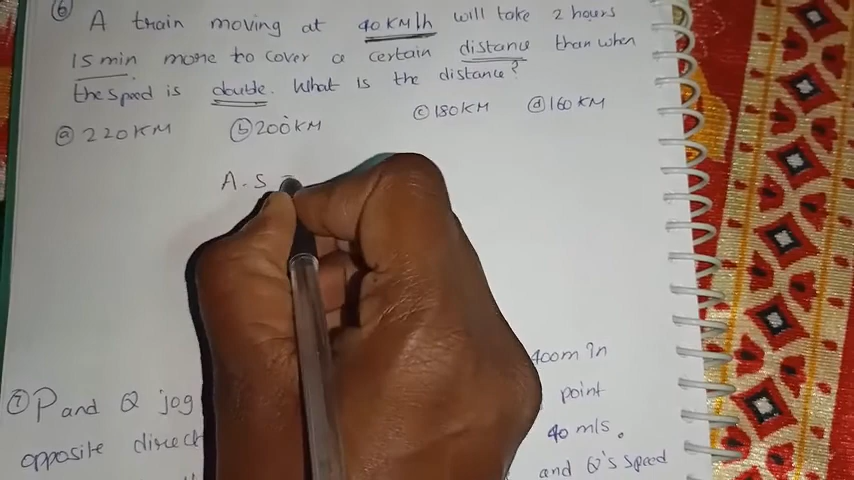 ⑥ A train moving at 40 KM/h will take 2 hours
15 min more to cover a certain distance than when
the speed is double. What is the distance?
ⓐ 220KM ⓑ 200KM ⓒ 180KM ⓓ 160KM
A.S =
⑦ P and Q jog 400m in
opposite direct point
40 m/s.
and Q's speed